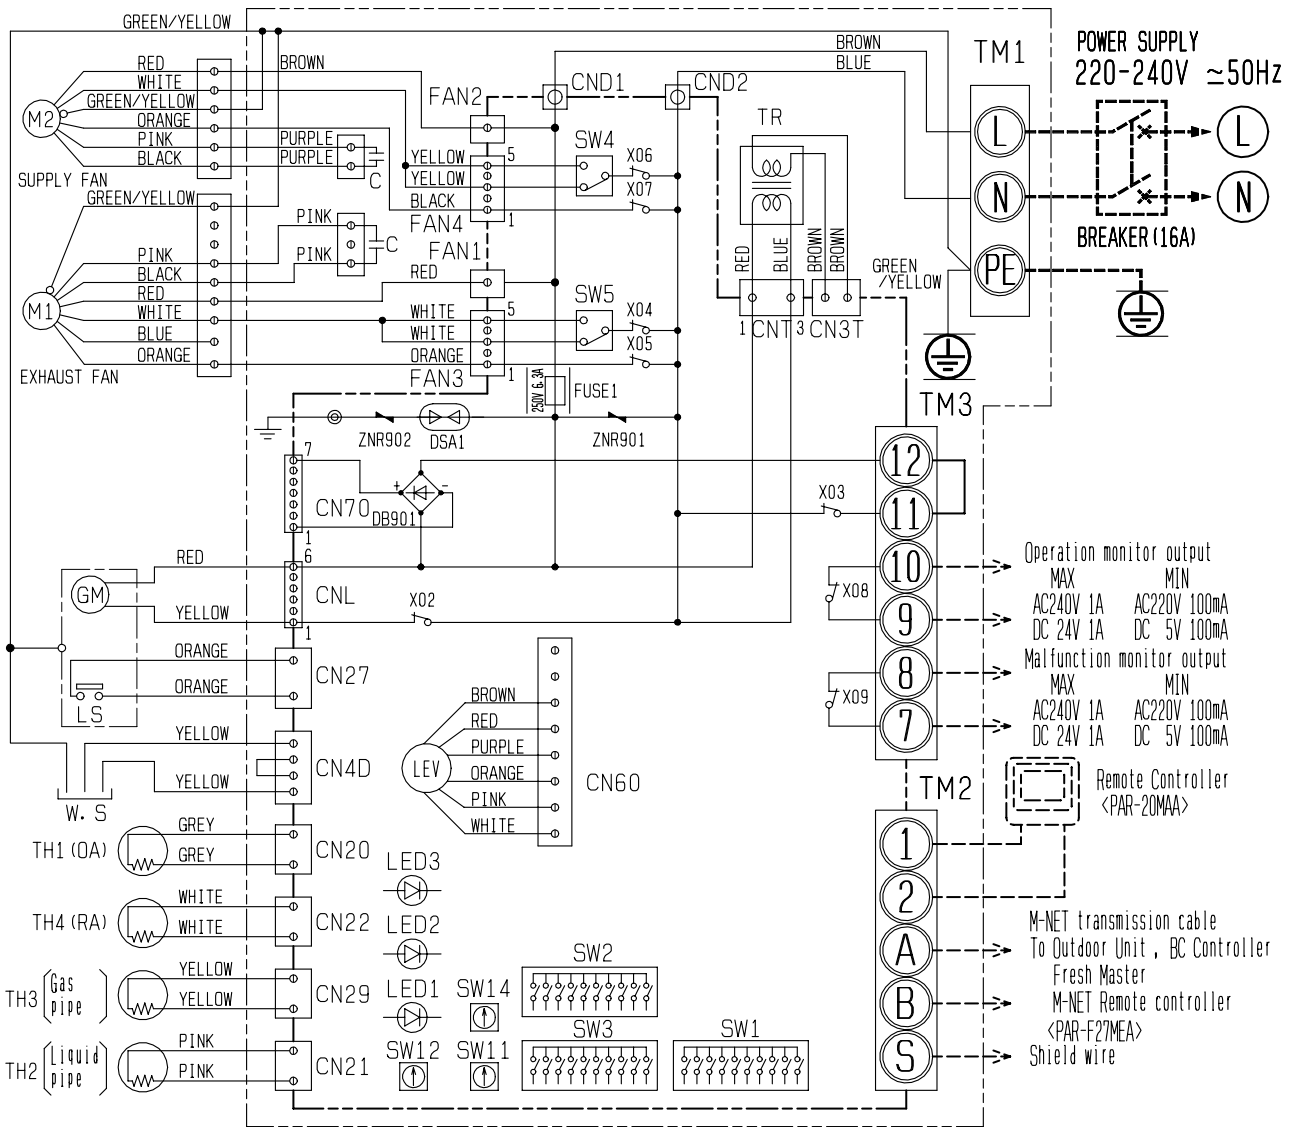 GREEN/YELLOW
RED
WHITE
GREEN/YELLOW
ORANGE
PINK
BLACK
M2
SUPPLY FAN
BROWN
PURPLE
PURPLE
C
GREEN/YELLOW
PINK
PINK
C
PINK
BLACK
RED
WHITE
BLUE
ORANGE
M1
EXHAUST FAN
FAN2
CND1
CND2
BROWN
BLUE
YELLOW
YELLOW
BLACK
5
1
FAN4
SW4
X06
X07
FAN1
RED
WHITE
WHITE
ORANGE
5
1
FAN3
SW5
X04
X05
TR
RED
BLUE
BROWN
BROWN
1 CNT 3 CN3T
GREEN
/YELLOW
TM1
L
N
PE
POWER SUPPLY
220-240V ≃50Hz
L
N
BREAKER(16A)
250V 6.3A
FUSE1
ZNR902
DSA1
ZNR901
7
CN70
1
+
-
DB901
TM3
12
11
10
9
8
7
X03
X08
X09
Operation monitor output
MAX MIN
AC240V 1A AC220V 100mA
DC 24V 1A DC 5V 100mA
Malfunction monitor output
MAX MIN
AC240V 1A AC220V 100mA
DC 24V 1A DC 5V 100mA
GM
RED
YELLOW
6
CNL
1
X02
ORANGE
ORANGE
LS
CN27
YELLOW
YELLOW
CN4D
W. S
BROWN
RED
PURPLE
ORANGE
PINK
WHITE
LEV
CN60
TM2
1
2
A
B
S
Remote Controller
<PAR-20MAA>
M-NET transmission cable
To Outdoor Unit , BC Controller
Fresh Master
M-NET Remote controller
<PAR-F27MEA>
Shield wire
TH1(OA)
GREY
GREY
CN20
TH4(RA)
WHITE
WHITE
CN22
TH3
Gas
pipe
YELLOW
YELLOW
CN29
TH2
Liquid
pipe
PINK
PINK
CN21
LED3
LED2
LED1
SW14
SW12
SW11
SW2
SW3
SW1